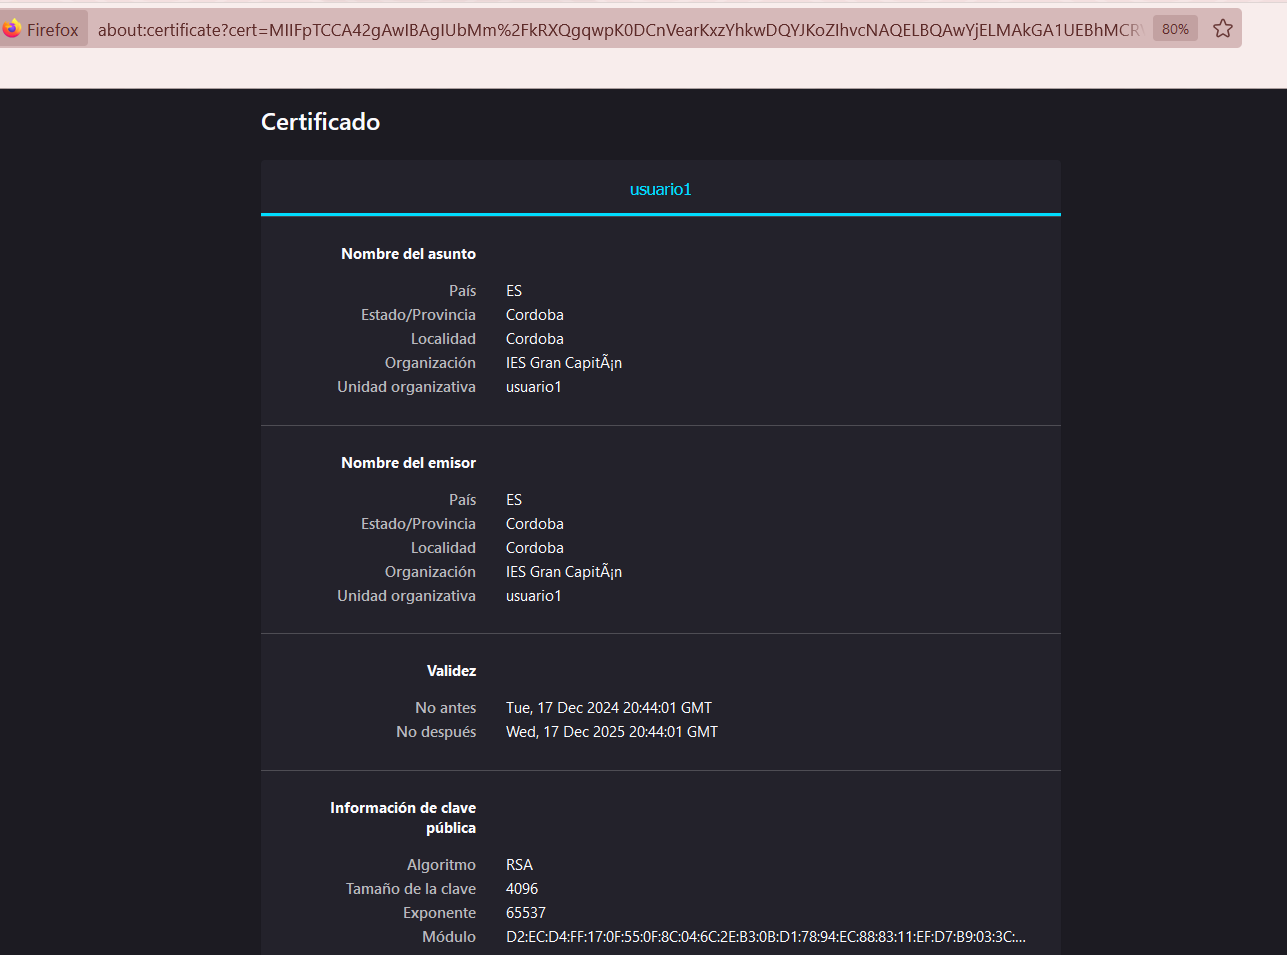 Firefox about:certificate?cert=MIIFpTCCA42gAwIBAgIUbMm%2FkRXQgqwpK0DCnVearKxzYhkwDQYJKoZIhvcNAQELBQAwYjELMAkGA1UEBhMCRV 80%
Certificado
usuario1
Nombre del asunto
País ES
Estado/Provincia Cordoba
Localidad Cordoba
Organización IES Gran CapitÃ¡n
Unidad organizativa usuario1
Nombre del emisor
País ES
Estado/Provincia Cordoba
Localidad Cordoba
Organización IES Gran CapitÃ¡n
Unidad organizativa usuario1
Validez
No antes Tue, 17 Dec 2024 20:44:01 GMT
No después Wed, 17 Dec 2025 20:44:01 GMT
Información de clave
pública
Algoritmo RSA
Tamaño de la clave 4096
Exponente 65537
Módulo D2:EC:D4:FF:17:0F:55:0F:8C:04:6C:2E:B3:0B:D1:78:94:EC:88:83:11:EF:D7:B9:03:3C:...